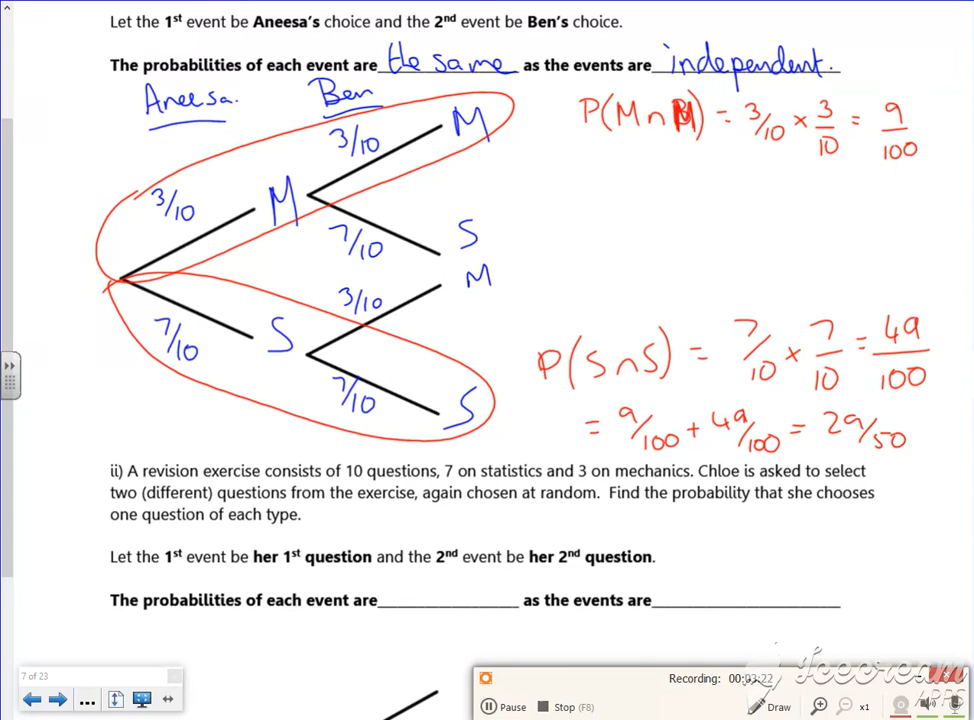 Let the 1st event be Aneesa's choice and the 2nd event be Ben's choice.
The probabilities of each event are the same as the events are independent.
Aneesa. Ben
P(M∩M) = 3/10 × 3/10 = 9/100
3/10 M
3/10 M
7/10 S
3/10 M
7/10 S
7/10 S
P(S∩S) = 7/10 × 7/10 = 49/100
= 9/100 + 49/100 = 29/50
ii) A revision exercise consists of 10 questions, 7 on statistics and 3 on mechanics. Chloe is asked to select
two (different) questions from the exercise, again chosen at random. Find the probability that she chooses
one question of each type.
Let the 1st event be her 1st question and the 2nd event be her 2nd question.
The probabilities of each event are____________ as the events are________________
7 of 23
Recording: 00:03:22
Pause Stop (F8) Draw x1
Icecream
APPS